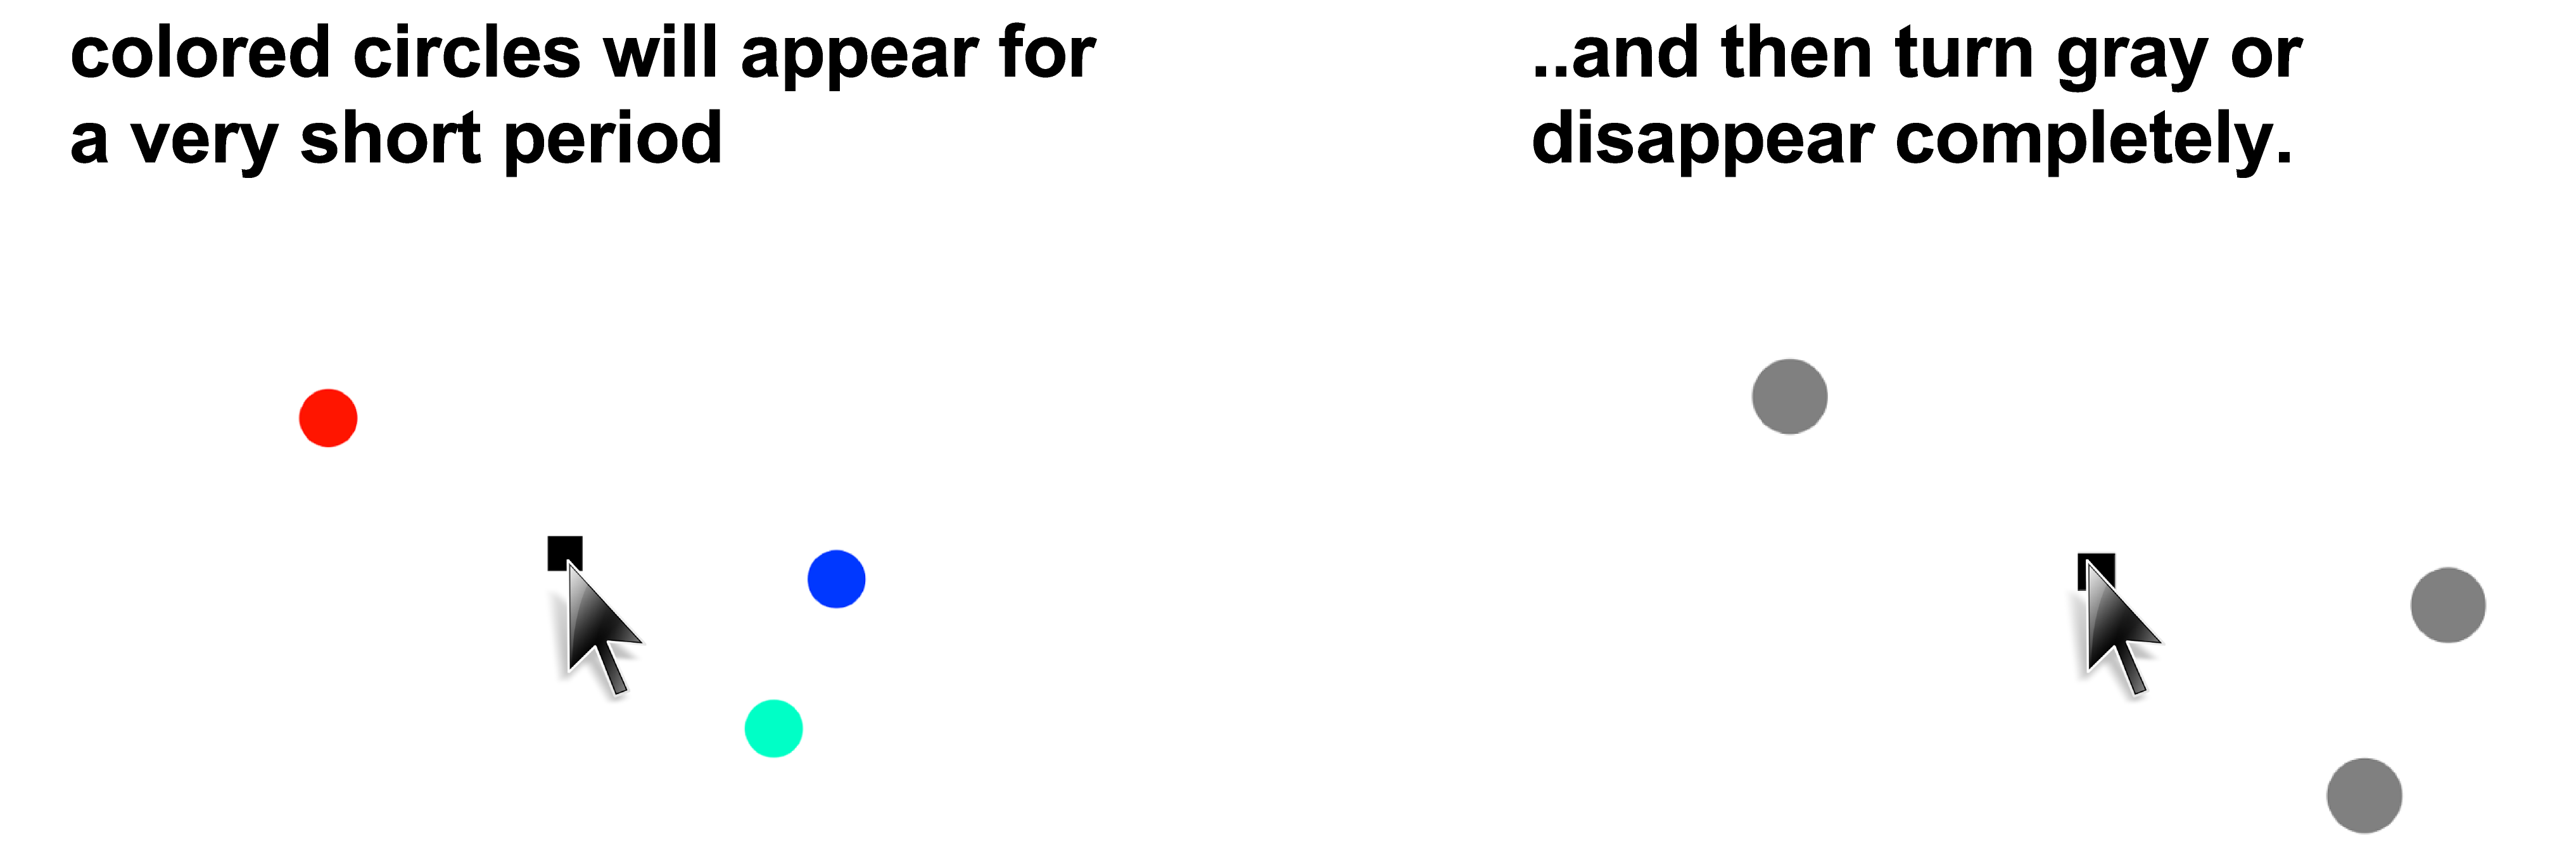 colored circles will appear for
a very short period
..and then turn gray or
disappear completely.